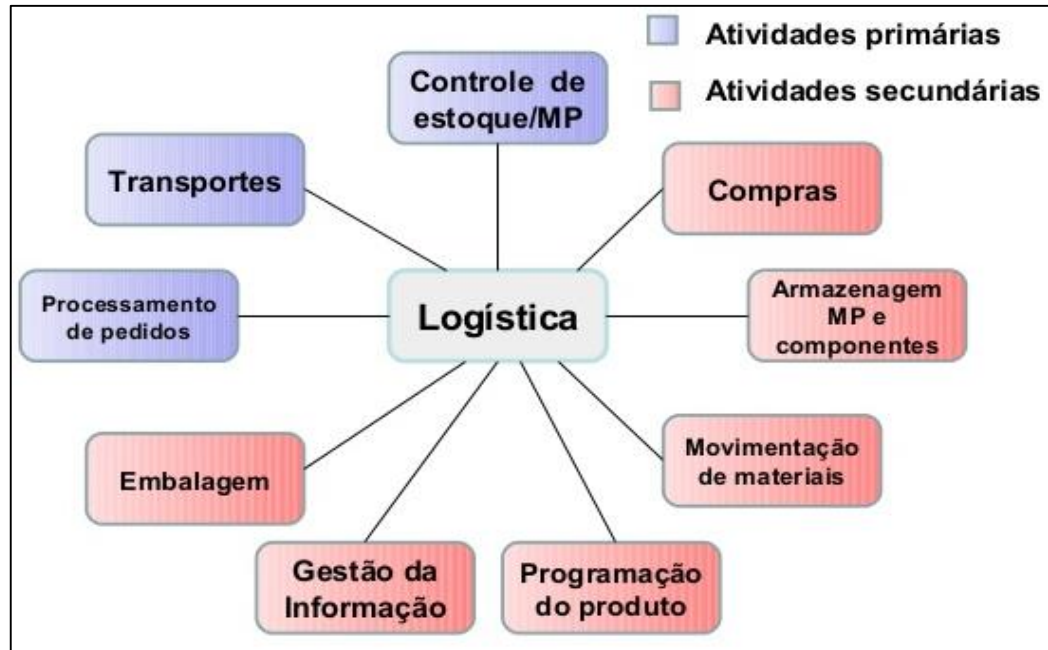 Atividades primárias
Atividades secundárias
Controle de
estoque/MP
Transportes
Compras
Processamento
de pedidos
Logística
Armazenagem
MP e
componentes
Embalagem
Movimentação
de materiais
Gestão da
Informação
Programação
do produto